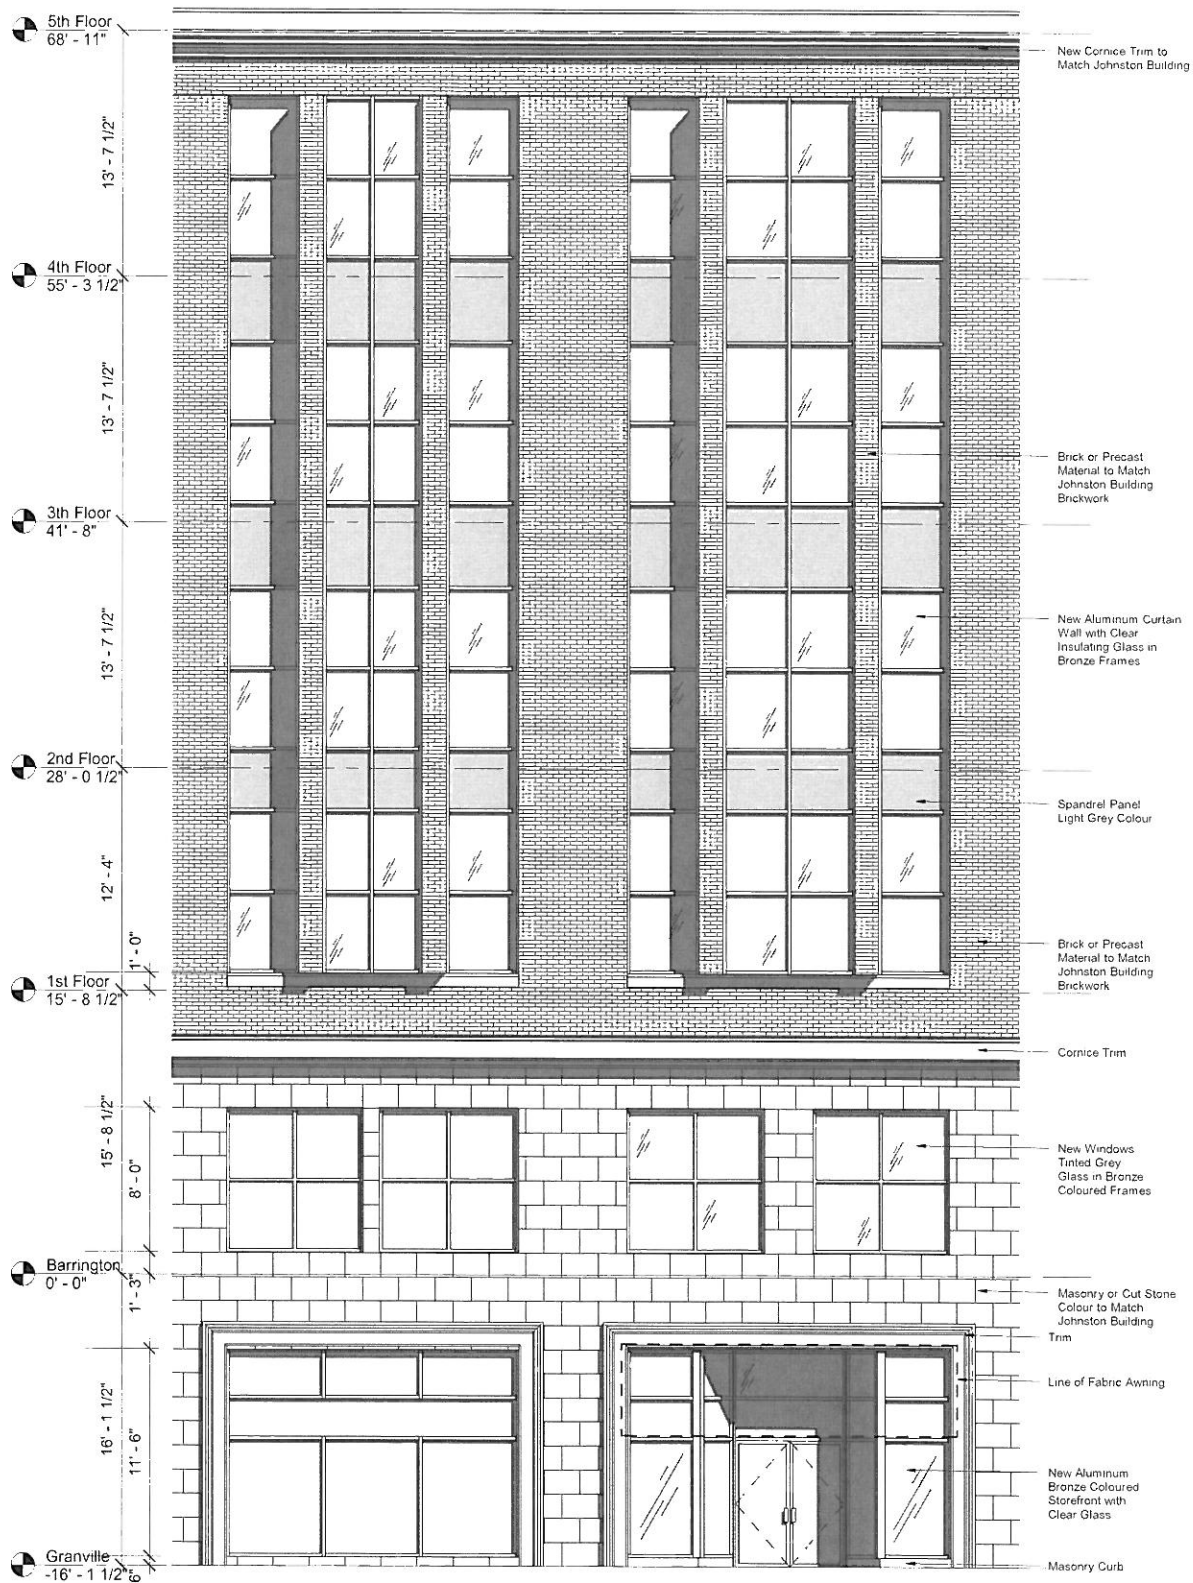 5th Floor
68' - 11"
New Cornice Trim to
Match Johnston Building
13' - 7 1/2"
4th Floor
55' - 3 1/2"
13' - 7 1/2"
Brick or Precast
Material to Match
Johnston Building
Brickwork
3th Floor
41' - 8"
13' - 7 1/2"
New Aluminum Curtain
Wall with Clear
Insulating Glass in
Bronze Frames
2nd Floor
28' - 0 1/2"
Spandrel Panel
Light Grey Colour
12' - 4"
1' - 0"
Brick or Precast
Material to Match
Johnston Building
Brickwork
1st Floor
15' - 8 1/2"
Cornice Trim
15' - 8 1/2"
8' - 0"
New Windows
Tinted Grey
Glass in Bronze
Coloured Frames
Barrington
0' - 0"
1' - 3"
Masonry or Cut Stone
Colour to Match
Johnston Building
Trim
Line of Fabric Awning
16' - 1 1/2"
11' - 6"
New Aluminum
Bronze Coloured
Storefront with
Clear Glass
Granville
-16' - 1 1/2"
6"
Masonry Curb